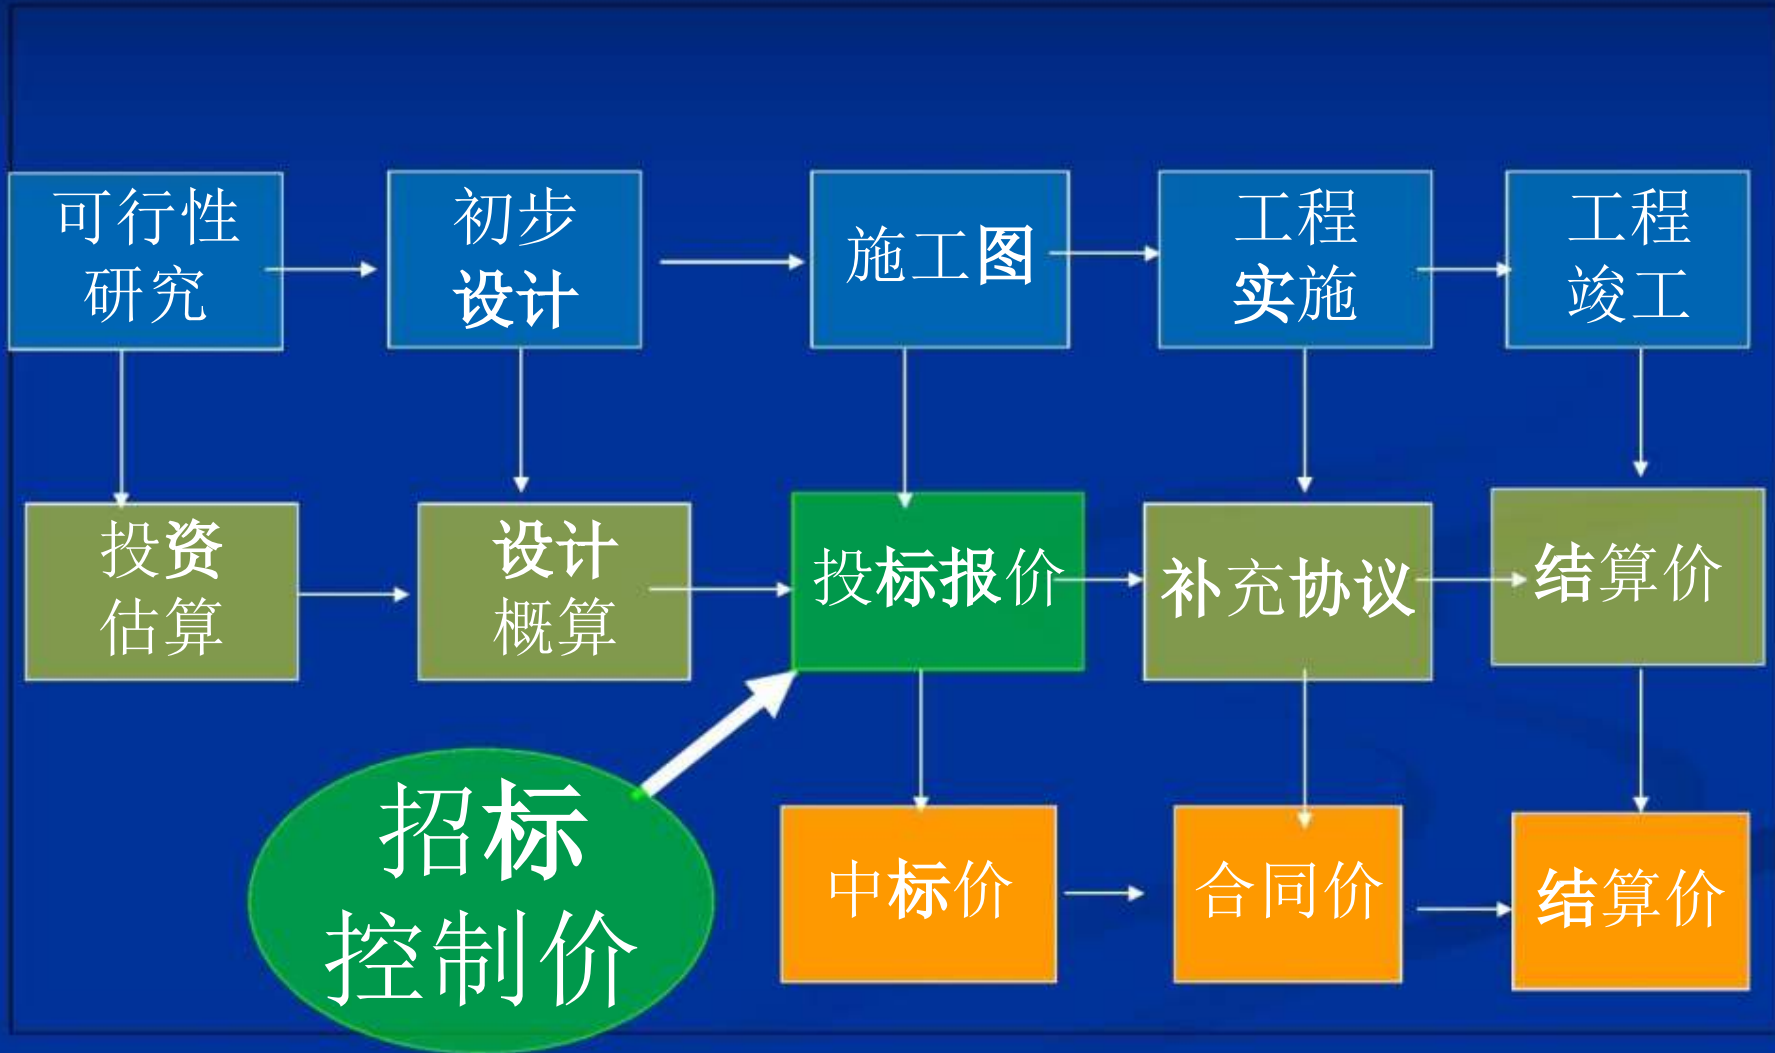 可行性
研究
初步
设计
施工图
工程
实施
工程
竣工
投资
估算
设计
概算
投标报价
补充协议
结算价
招标
控制价
中标价
合同价
结算价